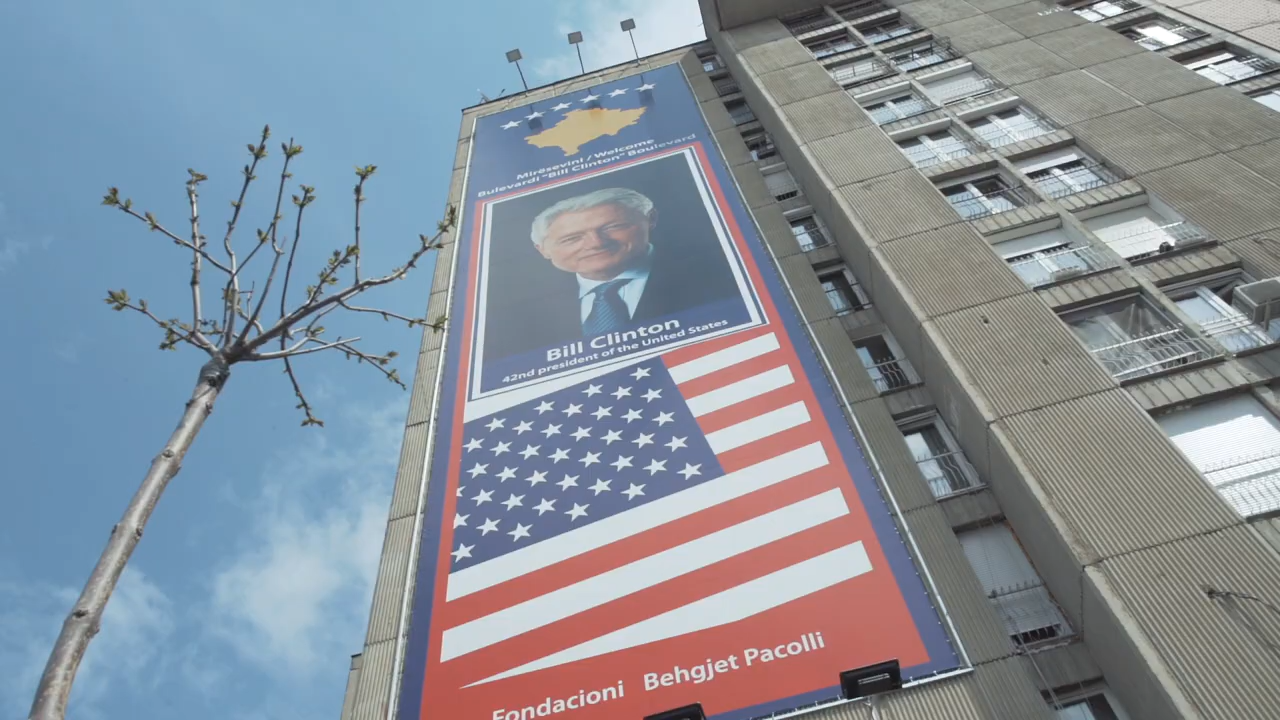 Mirësevini / Welcome
Bulevardi "Bill Clinton" Boulevard
Bill Clinton
42nd president of the United States
Fondacioni Behgjet Pacolli